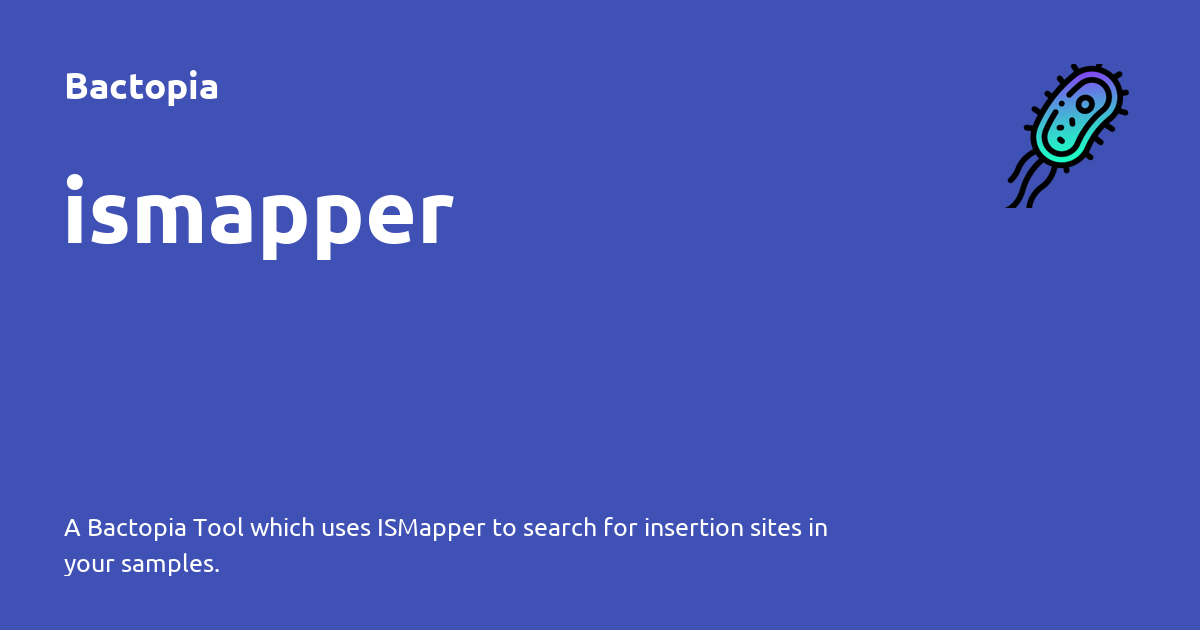 Bactopia
ismapper
A Bactopia Tool which uses ISMapper to search for insertion sites in
your samples.